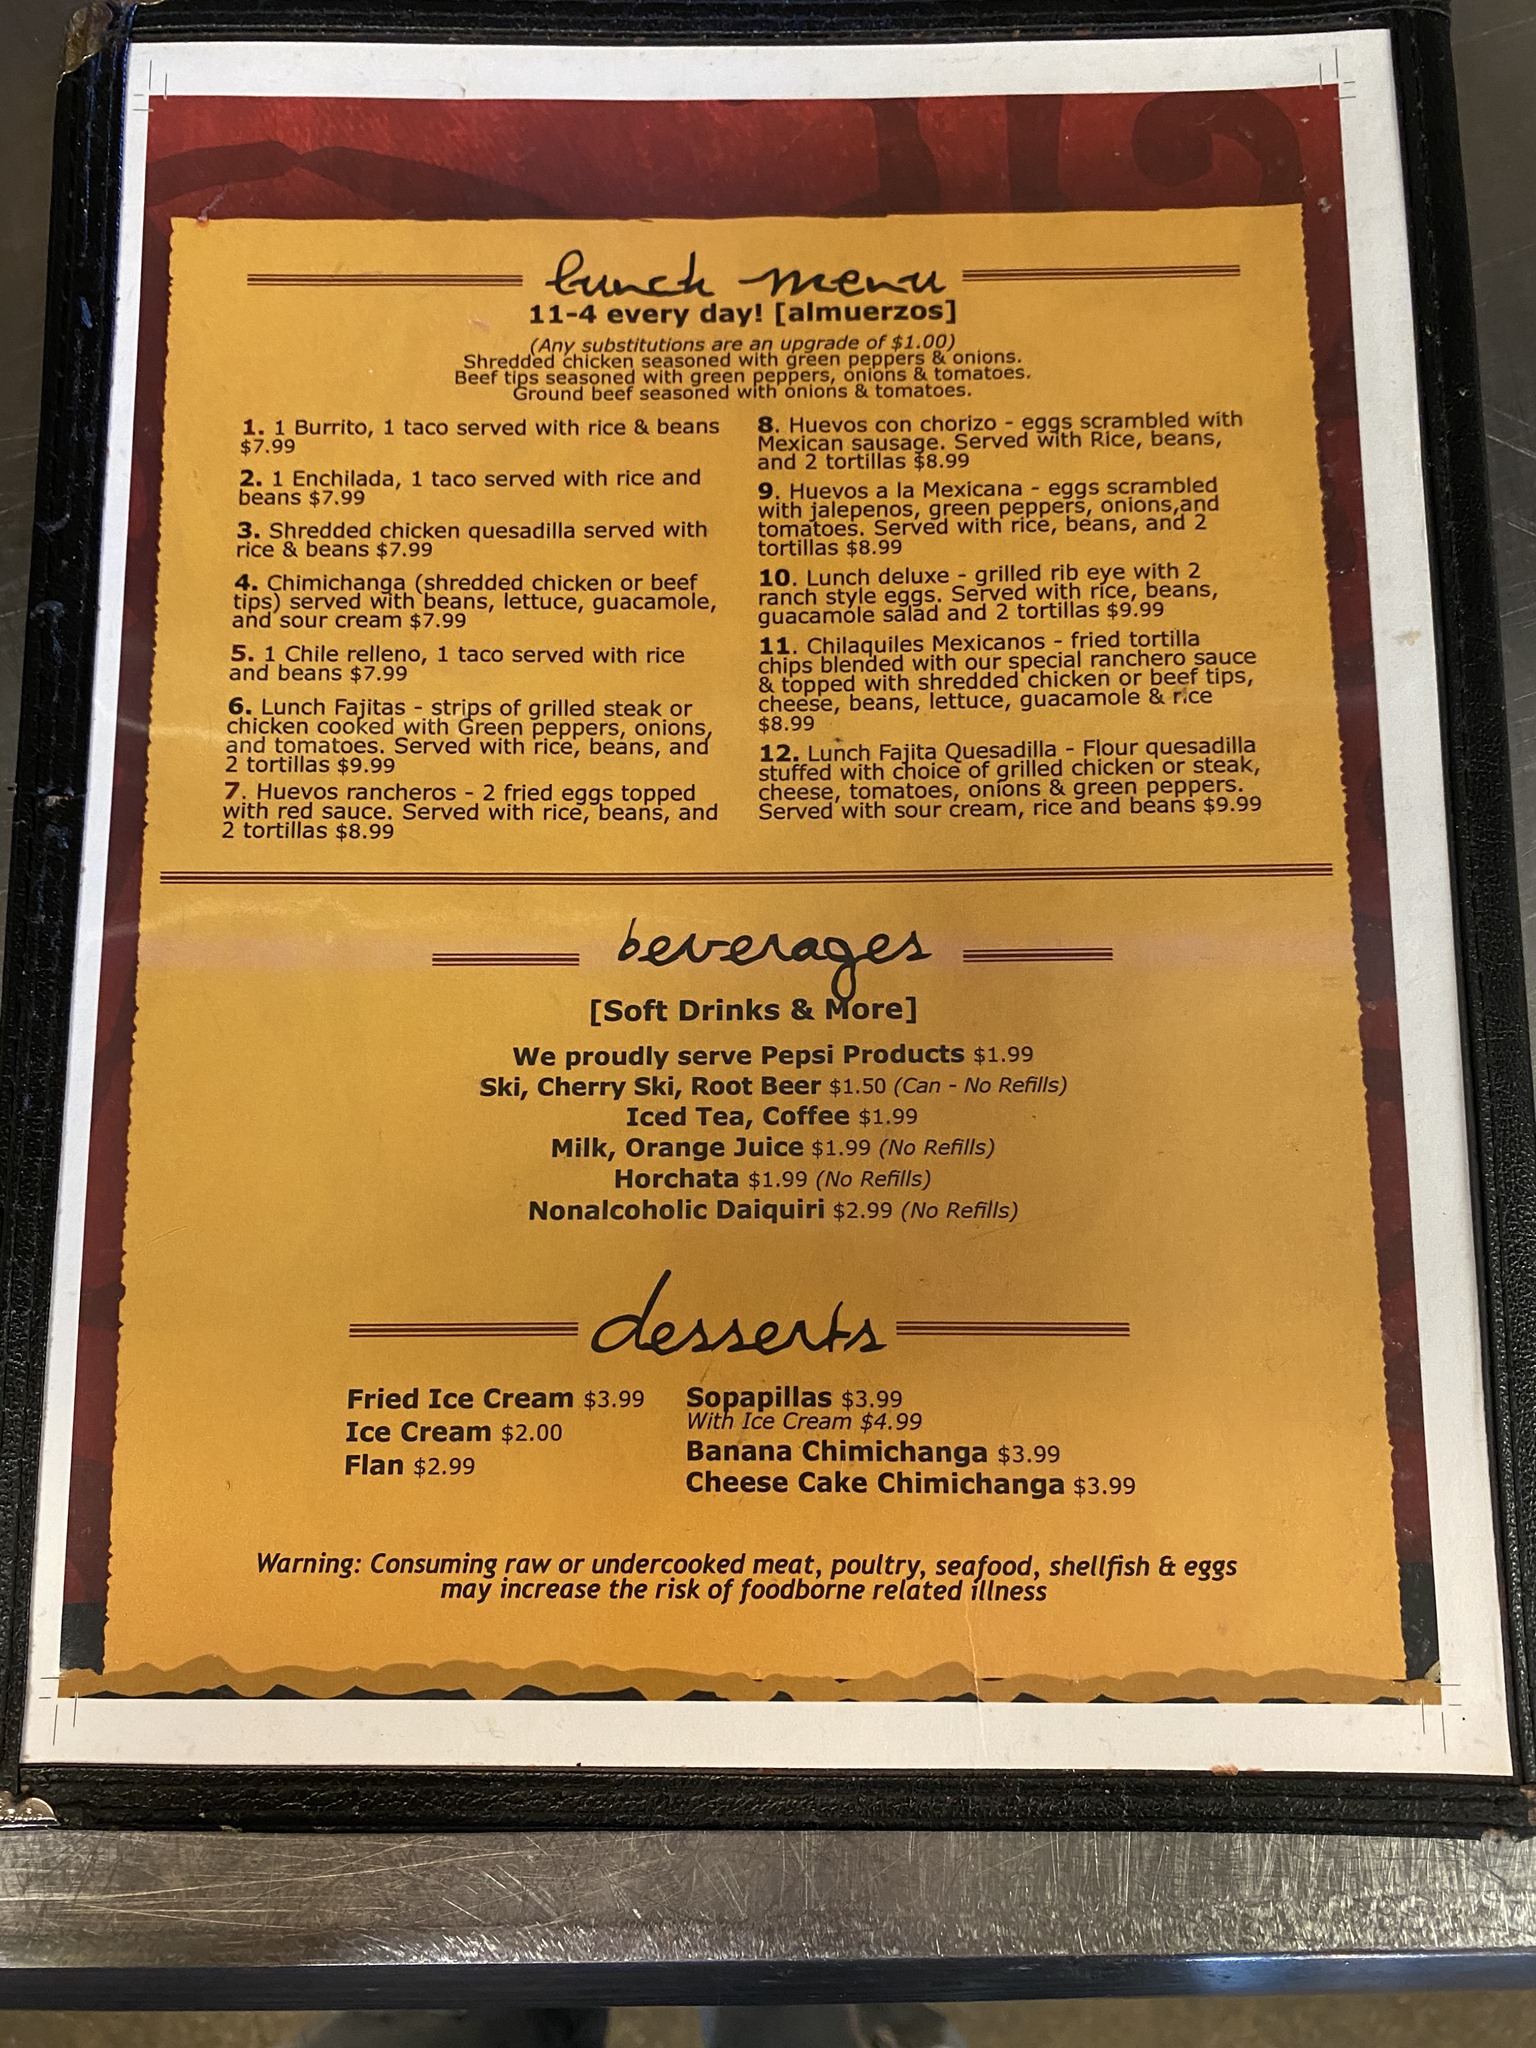 lunch menu
11-4 every day! [almuerzos]
(Any substitutions are an upgrade of $1.00)
Shredded chicken seasoned with green peppers & onions.
Beef tips seasoned with green peppers, onions & tomatoes.
Ground beef seasoned with onions & tomatoes.
1. 1 Burrito, 1 taco served with rice & beans
$7.99
2. 1 Enchilada, 1 taco served with rice and
beans $7.99
3. Shredded chicken quesadilla served with
rice & beans $7.99
4. Chimichanga (shredded chicken or beef
tips) served with beans, lettuce, guacamole,
and sour cream $7.99
5. 1 Chile relleno, 1 taco served with rice
and beans $7.99
6. Lunch Fajitas - strips of grilled steak or
chicken cooked with Green peppers, onions,
and tomatoes. Served with rice, beans, and
2 tortillas $9.99
7. Huevos rancheros - 2 fried eggs topped
with red sauce. Served with rice, beans, and
2 tortillas $8.99
8. Huevos con chorizo - eggs scrambled with
Mexican sausage. Served with Rice, beans,
and 2 tortillas $8.99
9. Huevos a la Mexicana - eggs scrambled
with jalepenos, green peppers, onions,and
tomatoes. Served with rice, beans, and 2
tortillas $8.99
10. Lunch deluxe - grilled rib eye with 2
ranch style eggs. Served with rice, beans,
guacamole salad and 2 tortillas $9.99
11. Chilaquiles Mexicanos - fried tortilla
chips blended with our special ranchero sauce
& topped with shredded chicken or beef tips,
cheese, beans, lettuce, guacamole & rice
$8.99
12. Lunch Fajita Quesadilla - Flour quesadilla
stuffed with choice of grilled chicken or steak,
cheese, tomatoes, onions & green peppers.
Served with sour cream, rice and beans $9.99
beverages
[Soft Drinks & More]
We proudly serve Pepsi Products $1.99
Ski, Cherry Ski, Root Beer $1.50 (Can - No Refills)
Iced Tea, Coffee $1.99
Milk, Orange Juice $1.99 (No Refills)
Horchata $1.99 (No Refills)
Nonalcoholic Daiquiri $2.99 (No Refills)
desserts
Fried Ice Cream $3.99
Ice Cream $2.00
Flan $2.99
Sopapillas $3.99
With Ice Cream $4.99
Banana Chimichanga $3.99
Cheese Cake Chimichanga $3.99
Warning: Consuming raw or undercooked meat, poultry, seafood, shellfish & eggs
may increase the risk of foodborne related illness